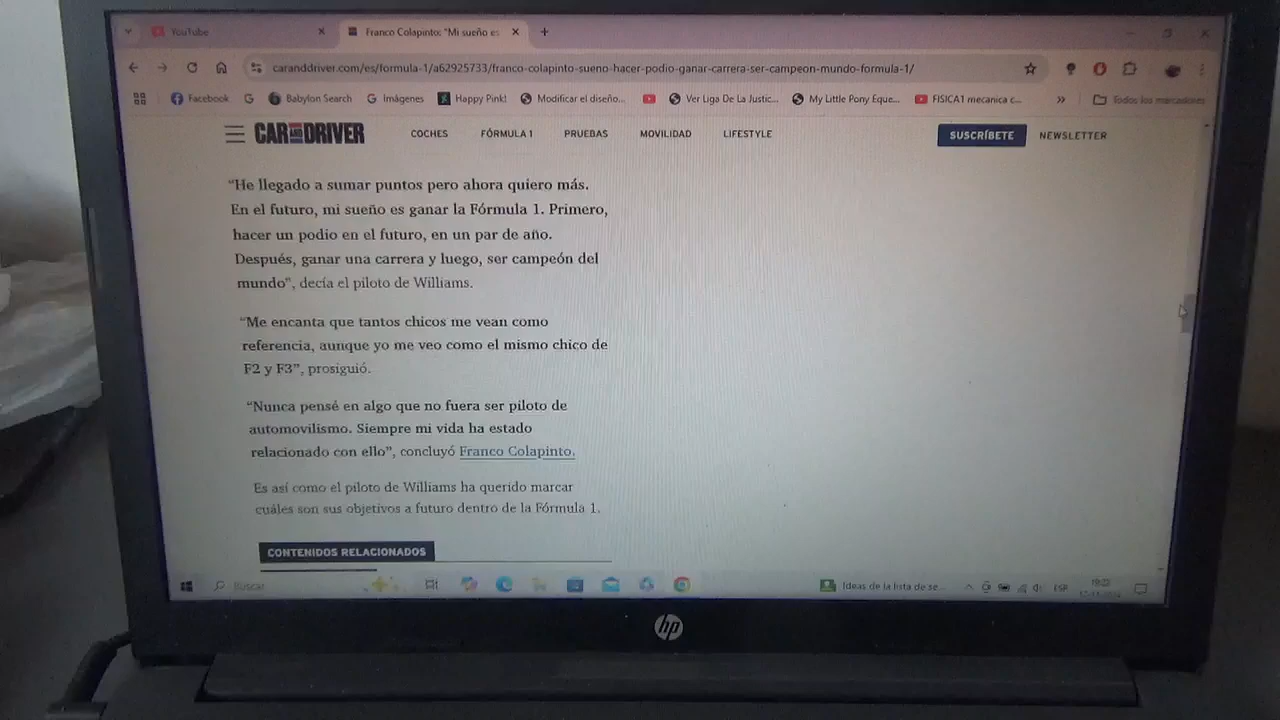 YouTube
Franco Colapinto: "Mi sueño es
caranddriver.com/es/formula-1/a62925733/franco-colapinto-sueno-hacer-podio-ganar-carrera-ser-campeon-mundo-formula-1/
Facebook
Babylon Search
Imágenes
Happy Pink!
Modificar el diseño...
Ver Liga De La Justic...
My Little Pony Eque...
FISICA1 mecanica c...
»
Todos los marcadores
CAR AND DRIVER
COCHES
FÓRMULA 1
PRUEBAS
MOVILIDAD
LIFESTYLE
SUSCRÍBETE
NEWSLETTER
“He llegado a sumar puntos pero ahora quiero más.
En el futuro, mi sueño es ganar la Fórmula 1. Primero,
hacer un podio en el futuro, en un par de año.
Después, ganar una carrera y luego, ser campeón del
mundo”, decía el piloto de Williams.
“Me encanta que tantos chicos me vean como
referencia, aunque yo me veo como el mismo chico de
F2 y F3”, prosiguió.
“Nunca pensé en algo que no fuera ser piloto de
automovilismo. Siempre mi vida ha estado
relacionado con ello”, concluyó Franco Colapinto.
Es así como el piloto de Williams ha querido marcar
cuáles son sus objetivos a futuro dentro de la Fórmula 1.
CONTENIDOS RELACIONADOS
Buscar
Ideas de la lista de se...
ESP
hp